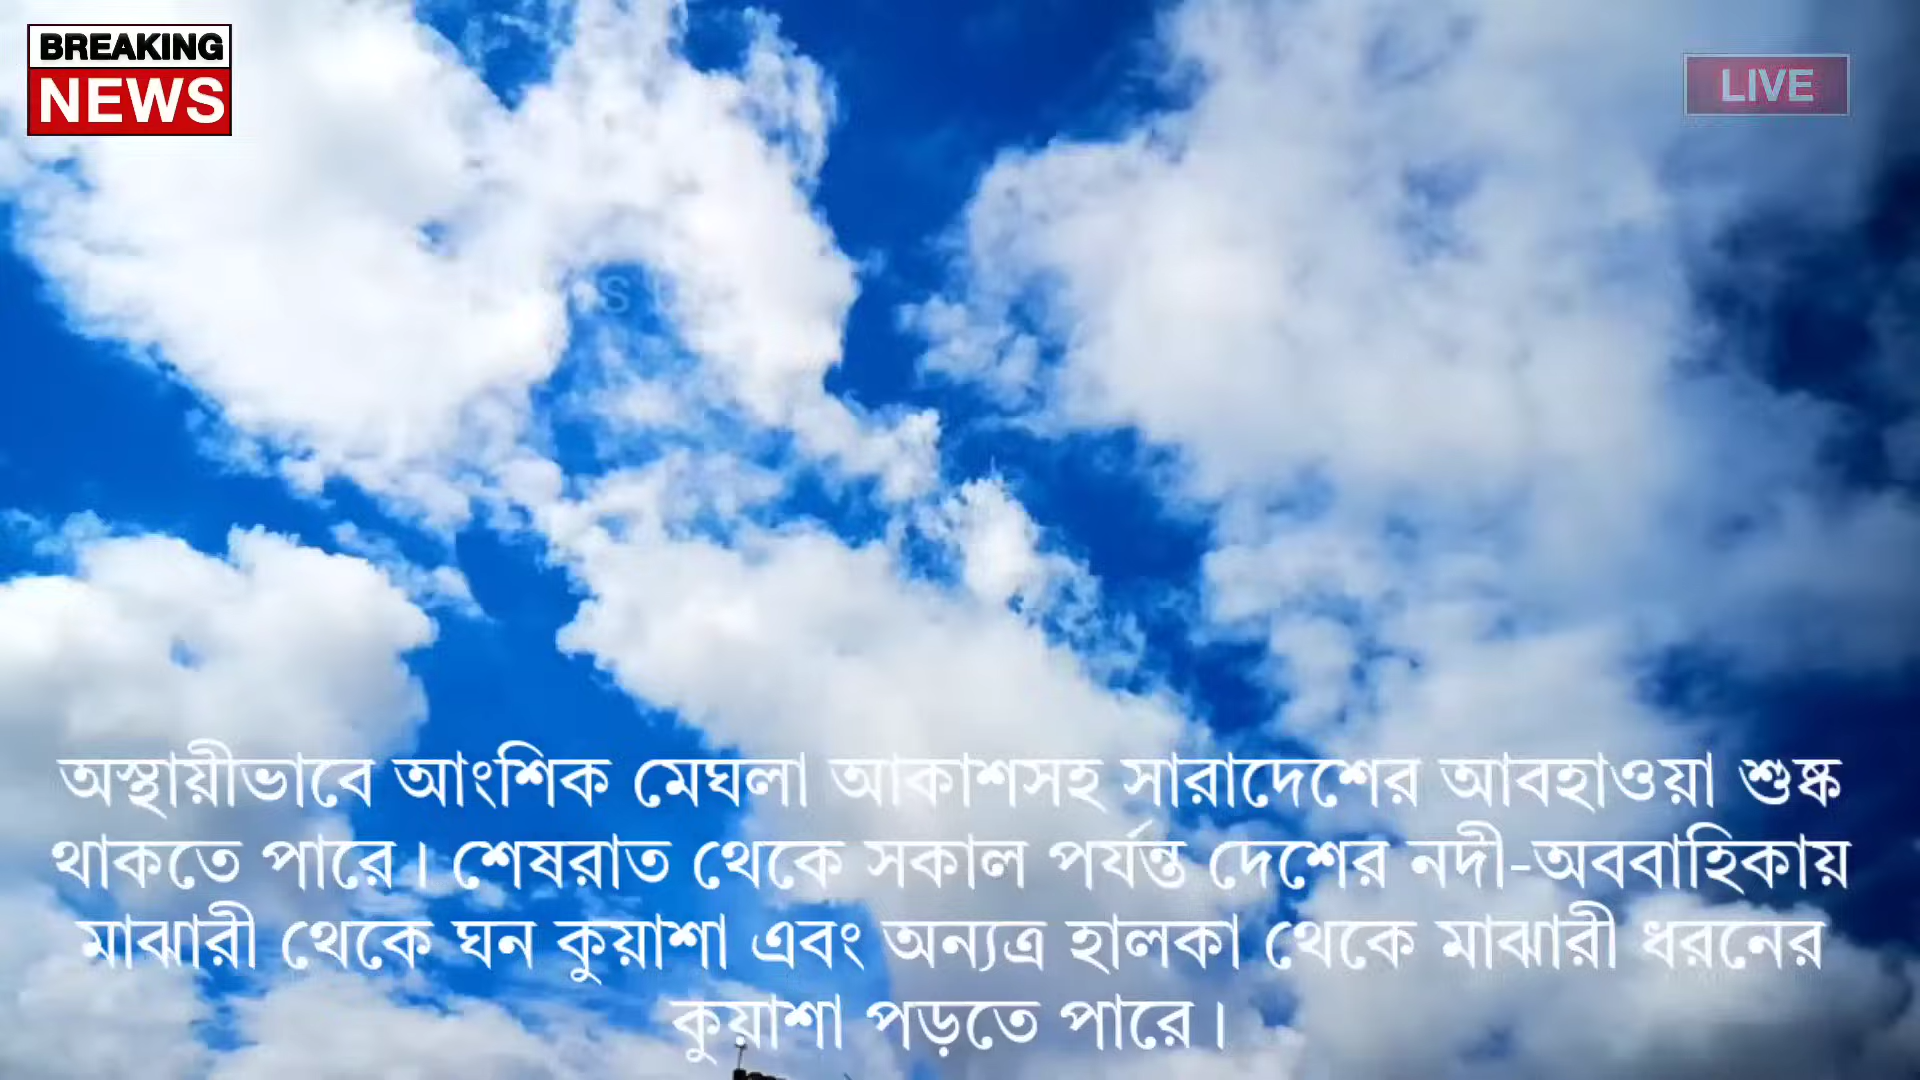 BREAKING
NEWS
LIVE
অস্থায়ীভাবে আংশিক মেঘলা আকাশসহ সারাদেশের আবহাওয়া শুষ্ক
থাকতে পারে। শেষরাত থেকে সকাল পর্যন্ত দেশের নদী-অববাহিকায়
মাঝারী থেকে ঘন কুয়াশা এবং অন্যত্র হালকা থেকে মাঝারী ধরনের
কুয়াশা পড়তে পারে।